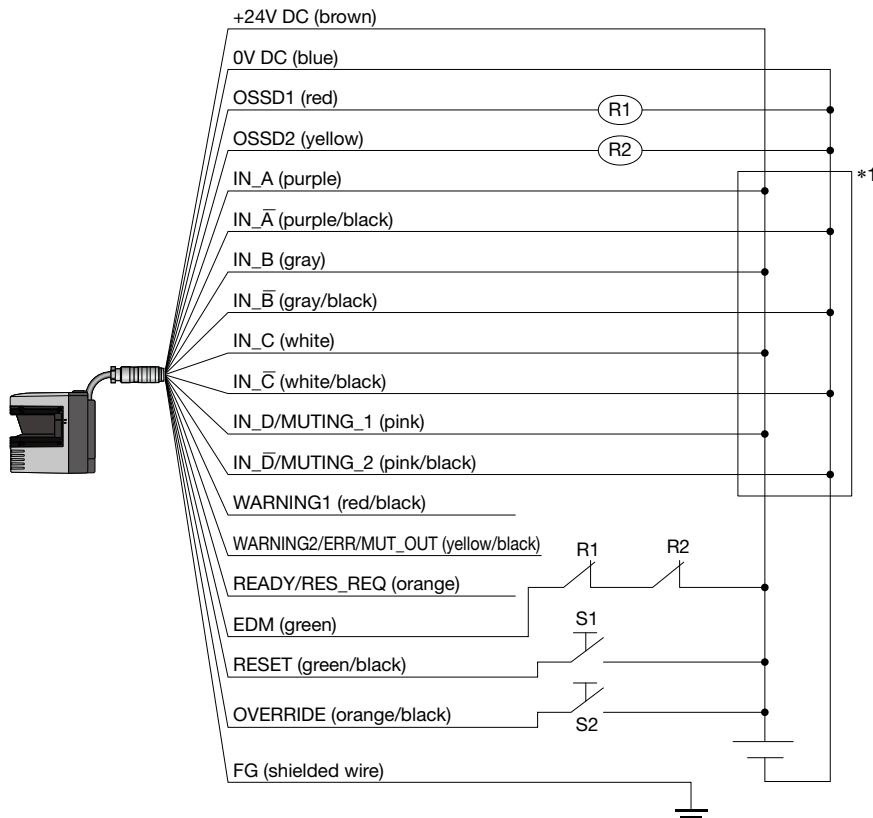 +24V DC (brown)
0V DC (blue)
OSSD1 (red)
R1
OSSD2 (yellow)
R2
*1
IN_A (purple)
IN_A̅ (purple/black)
IN_B (gray)
IN_B̅ (gray/black)
IN_C (white)
IN_C̅ (white/black)
IN_D/MUTING_1 (pink)
IN_D̅/MUTING_2 (pink/black)
WARNING1 (red/black)
WARNING2/ERR/MUT_OUT (yellow/black)
R1
R2
READY/RES_REQ (orange)
EDM (green)
S1
RESET (green/black)
OVERRIDE (orange/black)
S2
FG (shielded wire)